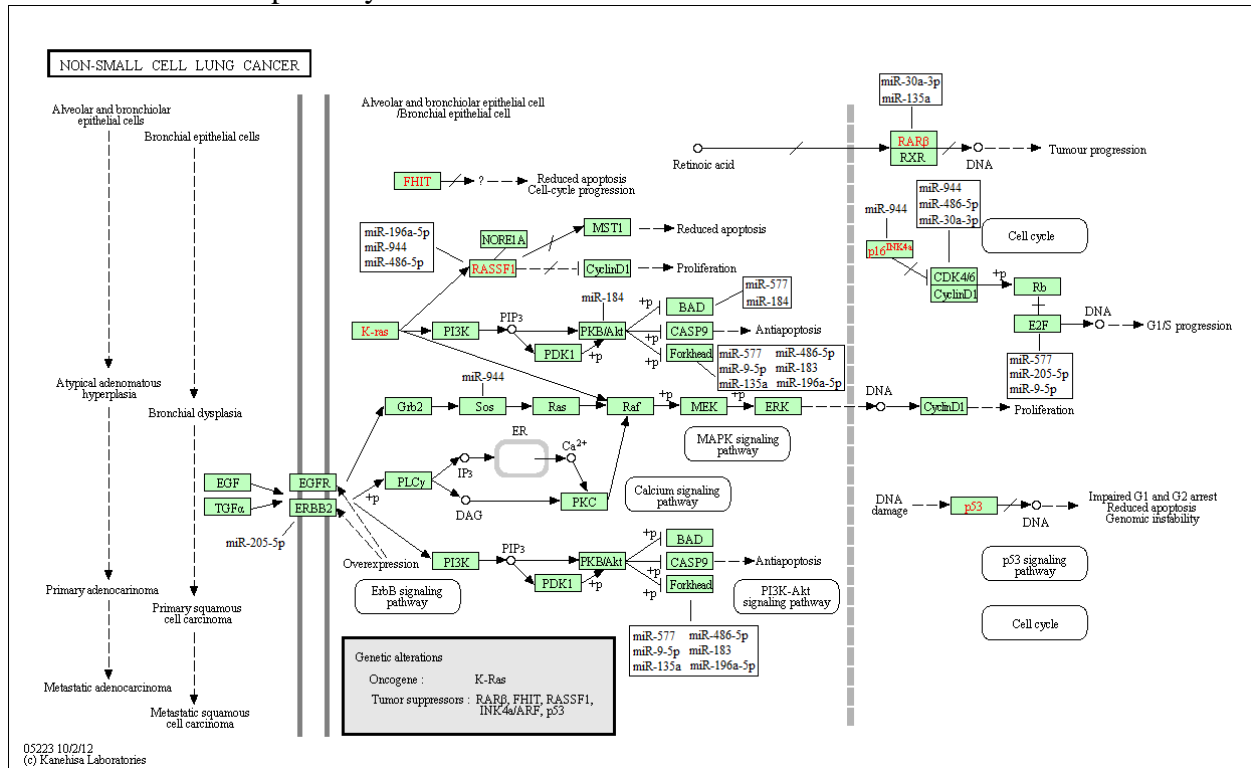 NON-SMALL CELL LUNG CANCER
Alveolar and bronchiolar
epithelial cells
Bronchial epithelial cells
Atypical adenomatous
hyperplasia
Bronchial dysplasia
Primary adenocarinoma
Primary squamous
cell carcinoma
Metastatic adenocarcinoma
Metastatic squamous
cell carcinoma
05223 10/2/12
(c) Kanehisa Laboratories
Alveolar and bronchiolar epithelial cell
/Bronchial epithelial cell
Retinoic acid
miR-30a-3p
miR-135a
RARβ
RXR
DNA
Tumour progression
FHIT
?
Reduced apoptosis
Cell-cycle progression
miR-196a-5p
miR-944
miR-486-5p
NORE1A
RASSF1
MST1
Reduced apoptosis
CyclinD1
Proliferation
miR-944
p16INK4a
miR-944
miR-486-5p
miR-30a-3p
Cell cycle
CDK4/6
CyclinD1
+p
Rb
E2F
DNA
G1/S progression
miR-577
miR-205-5p
miR-9-5p
K-ras
PI3K
PIP3
PDK1
+p
miR-184
PKB/Akt
+p
+p
+p
BAD
CASP9
Forkhead
miR-577
miR-184
Antiapoptosis
miR-577 miR-486-5p
miR-9-5p miR-183
miR-135a miR-196a-5p
miR-944
Grb2
Sos
Ras
Raf
+p
MEK
+p
ERK
DNA
CyclinD1
Proliferation
MAPK signaling
pathway
EGF
TGFα
EGFR
ERBB2
miR-205-5p
+p
PLCγ
IP3
ER
Ca2+
DAG
PKC
Calcium signaling
pathway
Overexpression
ErbB signaling
pathway
PI3K
PIP3
PDK1
+p
PKB/Akt
+p
+p
+p
BAD
CASP9
Forkhead
Antiapoptosis
PI3K-Akt
signaling pathway
miR-577 miR-486-5p
miR-9-5p miR-183
miR-135a miR-196a-5p
DNA
damage
p53
DNA
Impaired G1 and G2 arrest
Reduced apoptosis
Genomic instability
p53 signaling
pathway
Cell cycle
Genetic alterations
Oncogene : K-Ras
Tumor suppressors : RARβ, FHIT, RASSF1,
INK4a/ARF, p53